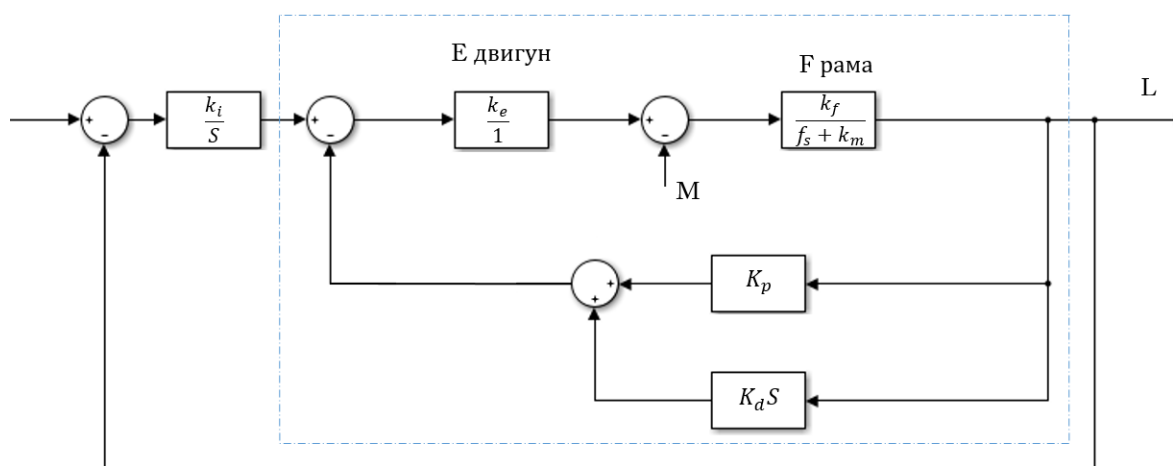 E двигун
F рама
L
+
-
k_i
S
+
-
k_e
1
+
-
k_f
f_s + k_m
M
+
+
K_p
K_d S